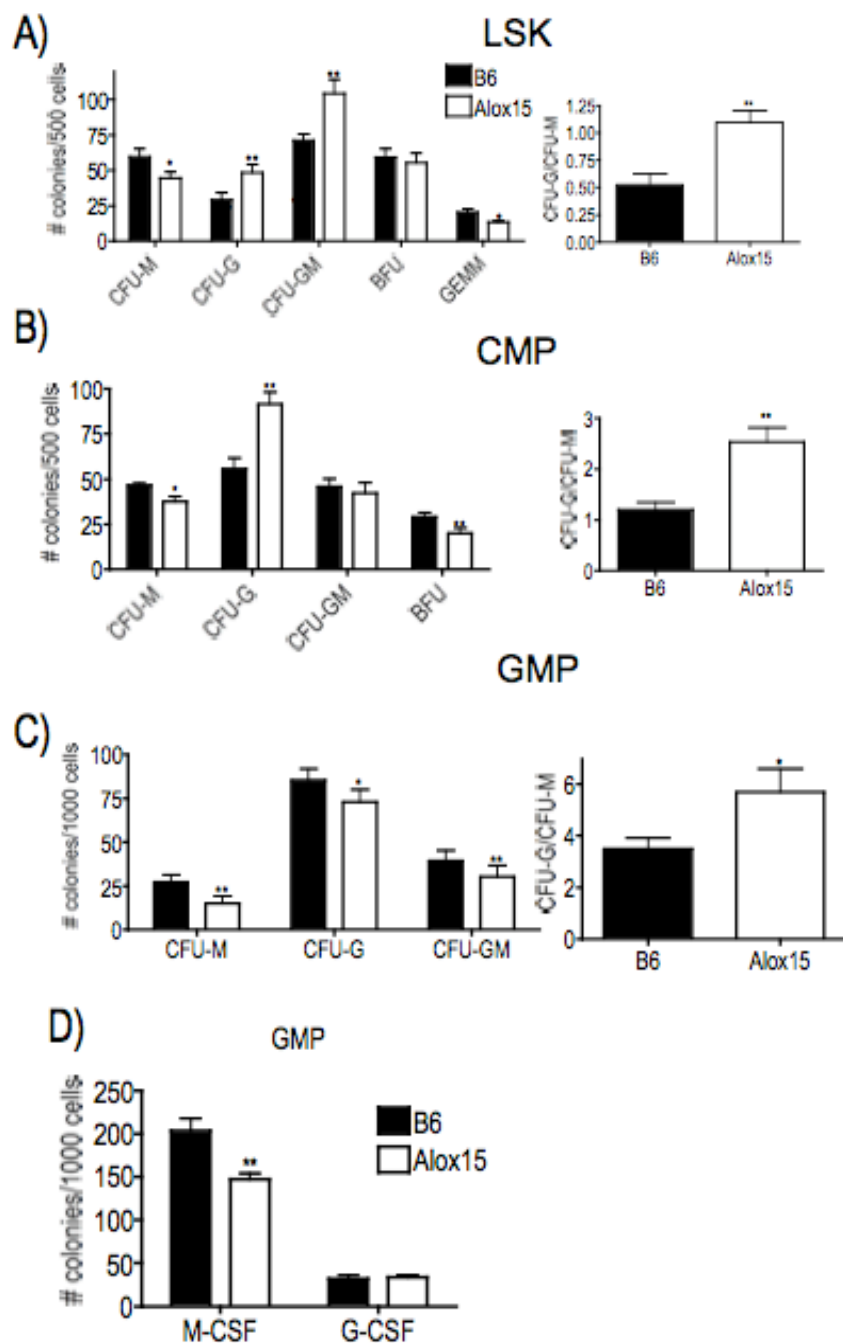 A)
LSK
# colonies/500 cells
100
75
50
25
0
*
**
**
*
B6
Alox15
CFU-M
CFU-G
CFU-GM
BFU
GEMM
CFU-G/CFU-M
1.25
1.00
0.75
0.50
0.25
0.00
**
B6
Alox15
B)
CMP
# colonies/500 cells
100
75
50
25
0
*
**
**
CFU-M
CFU-G
CFU-GM
BFU
CFU-G/CFU-M
3
2
1
0
**
B6
Alox15
GMP
C)
# colonies/1000 cells
100
75
50
25
0
**
*
**
CFU-M
CFU-G
CFU-GM
CFU-G/CFU-M
6
4
2
0
*
B6
Alox15
D)
GMP
# colonies/1000 cells
250
200
150
100
50
0
**
B6
Alox15
M-CSF
G-CSF